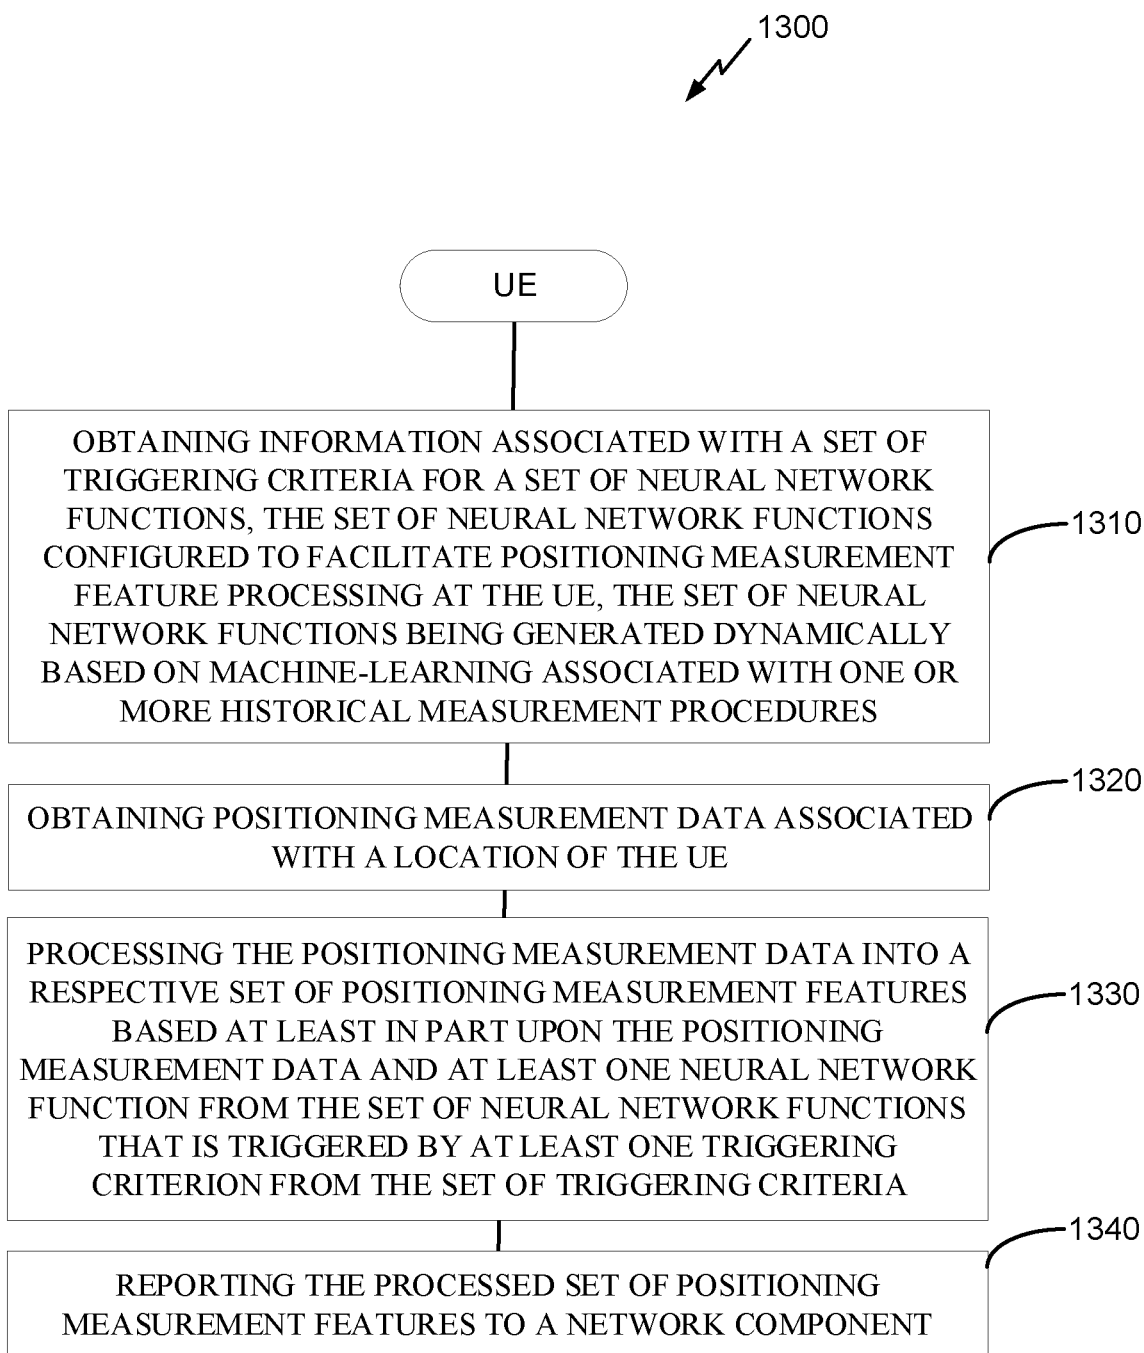 1300
UE
OBTAINING INFORMATION ASSOCIATED WITH A SET OF
TRIGGERING CRITERIA FOR A SET OF NEURAL NETWORK
FUNCTIONS, THE SET OF NEURAL NETWORK FUNCTIONS
CONFIGURED TO FACILITATE POSITIONING MEASUREMENT
FEATURE PROCESSING AT THE UE, THE SET OF NEURAL
NETWORK FUNCTIONS BEING GENERATED DYNAMICALLY
BASED ON MACHINE-LEARNING ASSOCIATED WITH ONE OR
MORE HISTORICAL MEASUREMENT PROCEDURES
1310
OBTAINING POSITIONING MEASUREMENT DATA ASSOCIATED
WITH A LOCATION OF THE UE
1320
PROCESSING THE POSITIONING MEASUREMENT DATA INTO A
RESPECTIVE SET OF POSITIONING MEASUREMENT FEATURES
BASED AT LEAST IN PART UPON THE POSITIONING
MEASUREMENT DATA AND AT LEAST ONE NEURAL NETWORK
FUNCTION FROM THE SET OF NEURAL NETWORK FUNCTIONS
THAT IS TRIGGERED BY AT LEAST ONE TRIGGERING
CRITERION FROM THE SET OF TRIGGERING CRITERIA
1330
REPORTING THE PROCESSED SET OF POSITIONING
MEASUREMENT FEATURES TO A NETWORK COMPONENT
1340